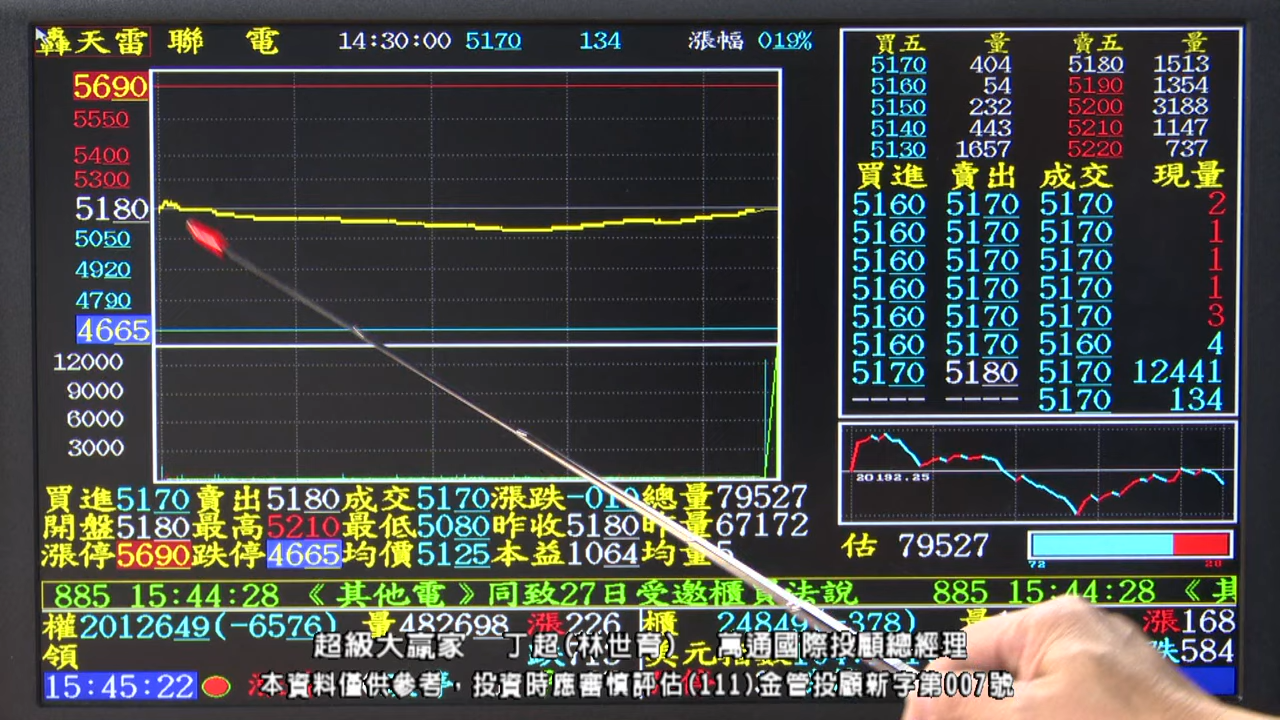 轟天雷 聯 電 14:30:00 5170 134 漲幅 019%
5690
5550
5400
5300
5180
5050
4920
4790
4665
12000
9000
6000
3000
買五 量 賣五 量
5170 404 5180 1513
5160 54 5190 1354
5150 232 5200 3188
5140 443 5210 1147
5130 1657 5220 737
買進 賣出 成交 現量
5160 5170 5170 2
5160 5170 5170 1
5160 5170 5170 1
5160 5170 5170 1
5160 5170 5170 3
5160 5170 5160 4
5170 5180 5170 12441
---- ---- 5170 134
20192.25
估 79527
72 28
買進5170 賣出5180 成交5170 漲跌-010 總量79527
開盤5180 最高5210 最低5080 昨收5180 昨量67172
漲停5690 跌停4665 均價5125 本益1064 均量5
885 15:44:28 《其他電》同致27日受邀櫃 法說 885 15:44:28 《其
權2012649(-6576) 量482698 漲226 櫃 24849 -378) 漲168
領 跌584
15:45:22
超級大贏家 丁超(林世育) 萬通國際投顧總經理
本資料僅供參考，投資時應審慎評估(111)金管投顧新字第007號